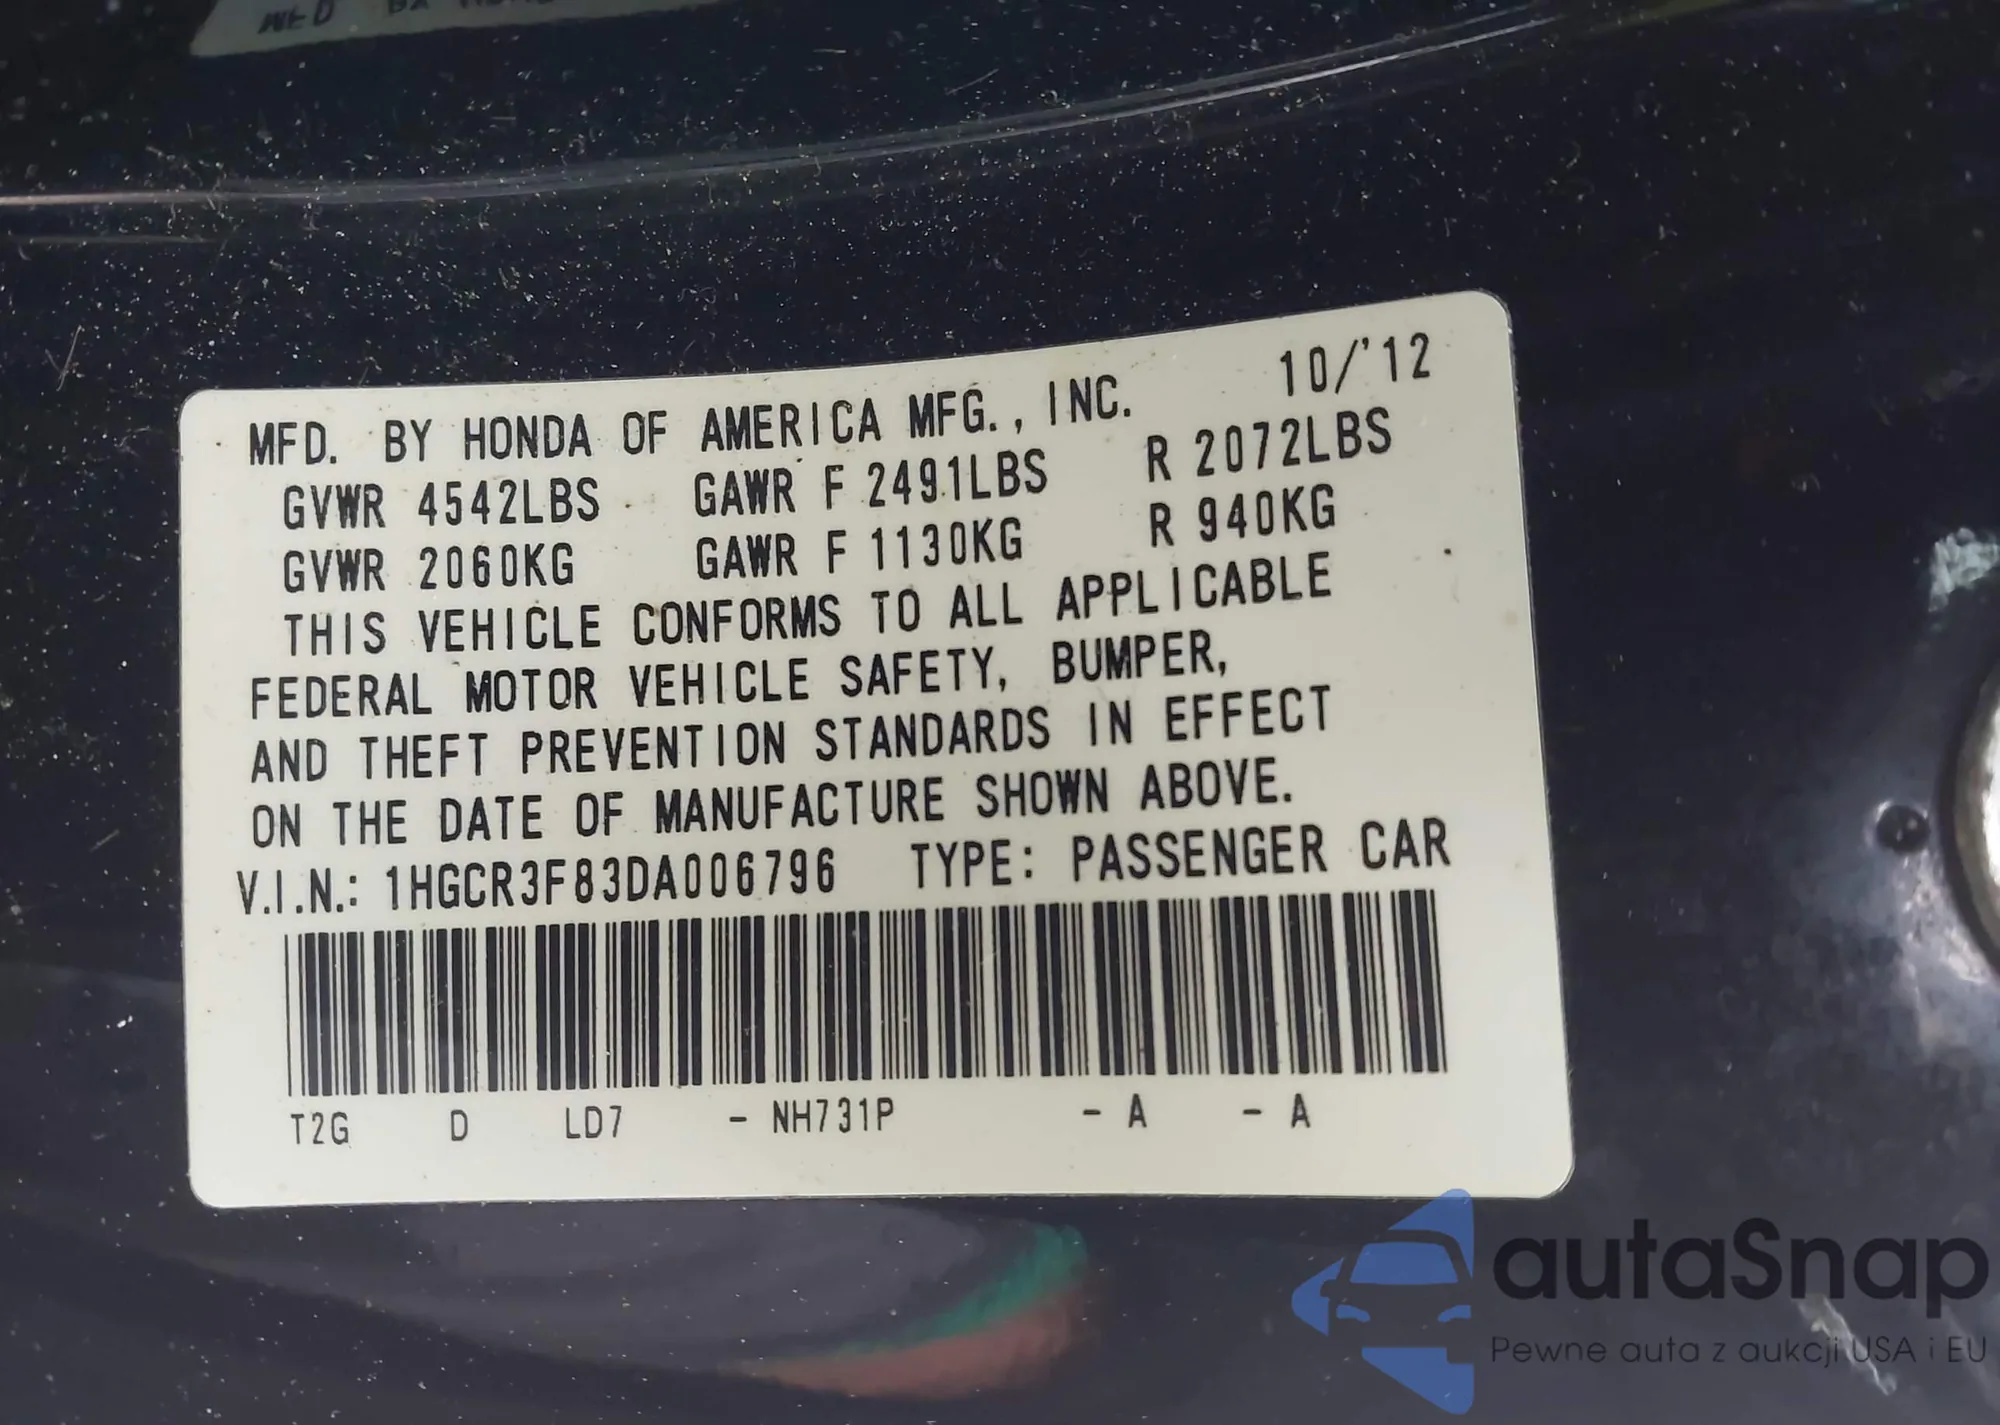 MFD. BY HONDA OF AMERICA MFG., INC. 10/'12
GVWR 4542LBS GAWR F 2491LBS R 2072LBS
GVWR 2060KG GAWR F 1130KG R 940KG
THIS VEHICLE CONFORMS TO ALL APPLICABLE
FEDERAL MOTOR VEHICLE SAFETY, BUMPER,
AND THEFT PREVENTION STANDARDS IN EFFECT
ON THE DATE OF MANUFACTURE SHOWN ABOVE.
V.I.N.: 1HGCR3F83DA006796 TYPE: PASSENGER CAR
T2G D LD7 - NH731P - A - A
autaSnap
Pewne auta z aukcji USA i EU